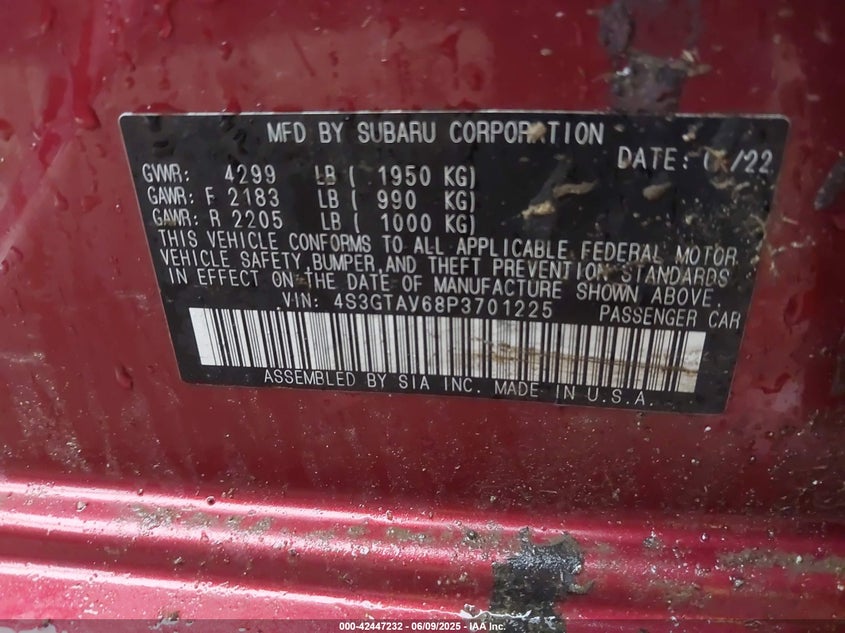 MFD BY SUBARU CORPORATION
DATE: /22
GVWR: 4299 LB ( 1950 KG)
GAWR: F 2183 LB ( 990 KG)
GAWR: R 2205 LB ( 1000 KG)
THIS VEHICLE CONFORMS TO ALL APPLICABLE FEDERAL MOTOR
VEHICLE SAFETY, BUMPER, AND THEFT PREVENTION STANDARDS
IN EFFECT ON THE DATE OF MANUFACTURE SHOWN ABOVE.
VIN: 4S3GTAV68P3701225 PASSENGER CAR
ASSEMBLED BY SIA INC. MADE IN U.S.A.
000-42447232 - 06/09/2025 - IAA Inc.